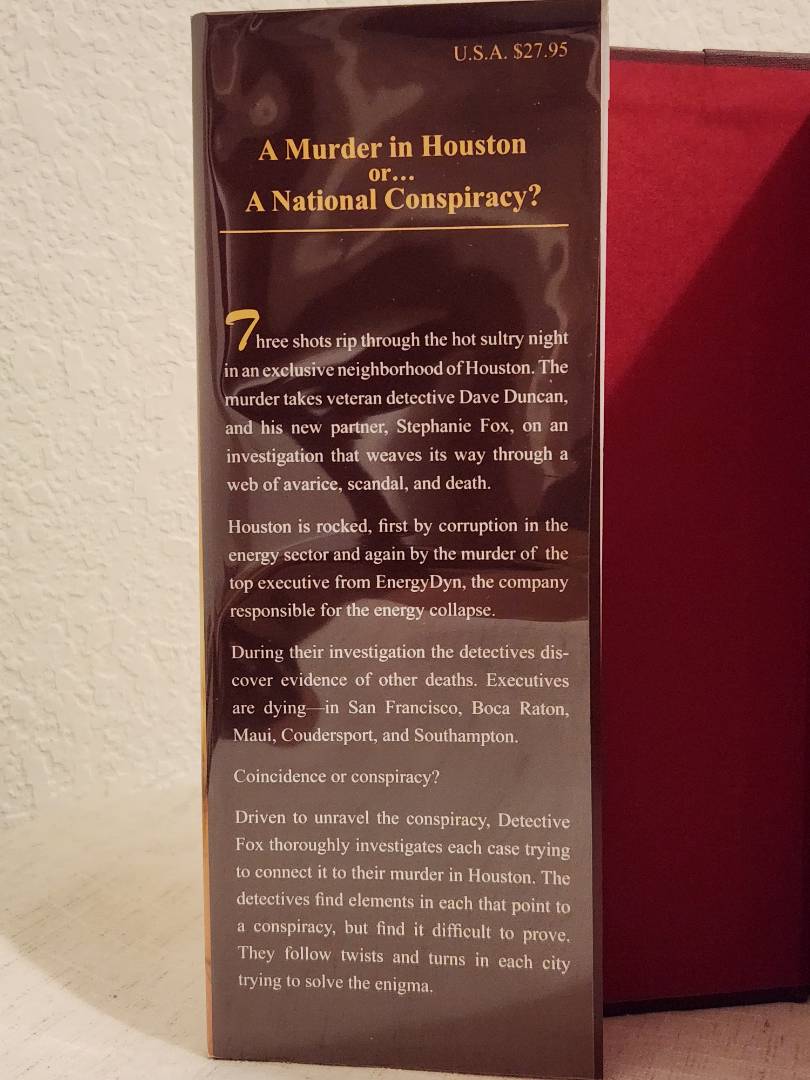 U.S.A. $27.95
A Murder in Houston
or...
A National Conspiracy?
Three shots rip through the hot sultry night
in an exclusive neighborhood of Houston. The
murder takes veteran detective Dave Duncan,
and his new partner, Stephanie Fox, on an
investigation that weaves its way through a
web of avarice, scandal, and death.
Houston is rocked, first by corruption in the
energy sector and again by the murder of the
top executive from EnergyDyn, the company
responsible for the energy collapse.
During their investigation the detectives dis-
cover evidence of other deaths. Executives
are dying—in San Francisco, Boca Raton,
Maui, Coudersport, and Southampton.
Coincidence or conspiracy?
Driven to unravel the conspiracy, Detective
Fox thoroughly investigates each case trying
to connect it to their murder in Houston. The
detectives find elements in each that point to
a conspiracy, but find it difficult to prove.
They follow twists and turns in each city
trying to solve the enigma.